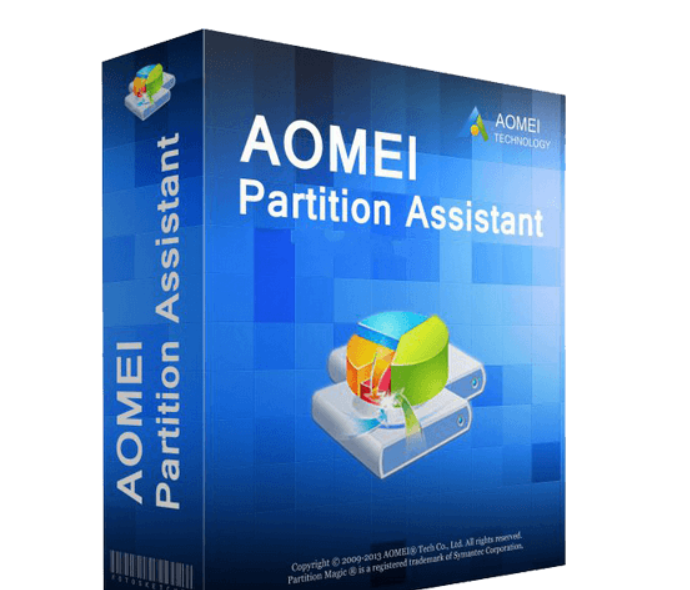 AOMEI
Partition Assistant
AOMEI
TECHNOLOGY
AOMEI
Partition Assistant
Copyright © 2009-2013 AOMEI® Tech Co., Ltd. All rights reserved.
Partition Magic ® is a registered trademark of Symantec Corporation.